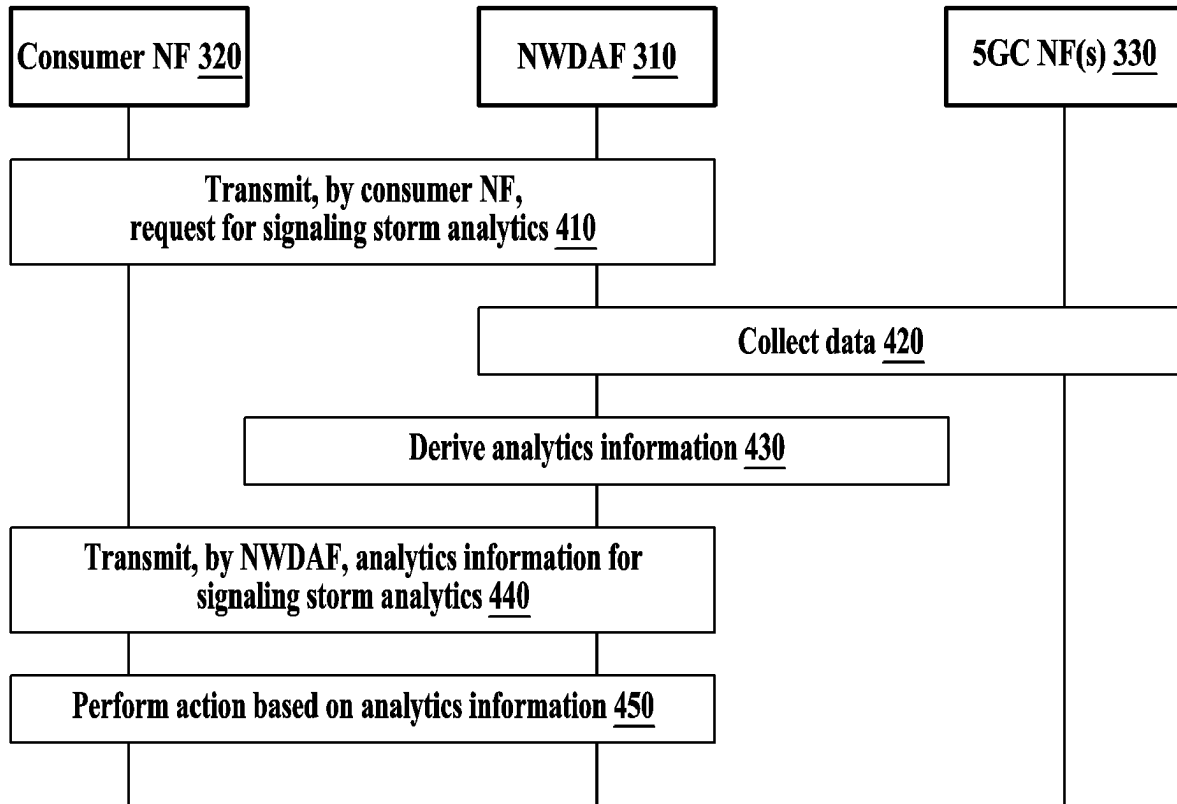 Consumer NF 320
NWDAF 310
5GC NF(s) 330
Transmit, by consumer NF,
request for signaling storm analytics 410
Collect data 420
Derive analytics information 430
Transmit, by NWDAF, analytics information for
signaling storm analytics 440
Perform action based on analytics information 450